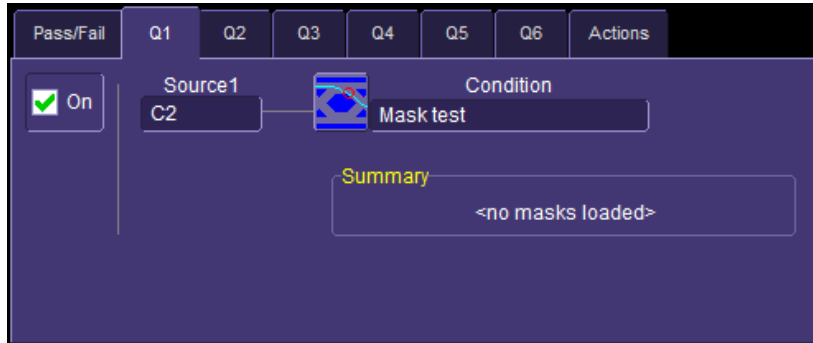 Pass/Fail Q1 Q2 Q3 Q4 Q5 Q6 Actions
On
Source1 Condition
C2 Mask test
Summary
<no masks loaded>